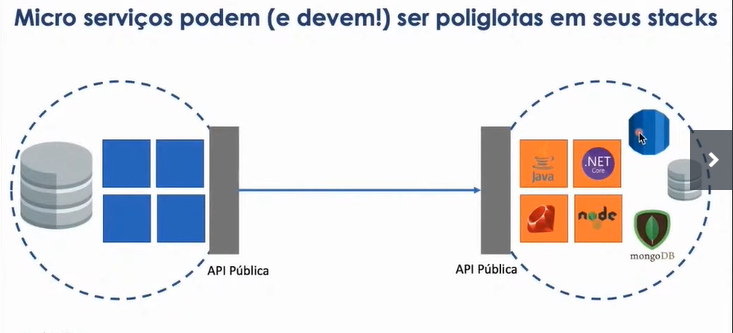 Micro serviços podem (e devem!) ser poliglotas em seus stacks
Java
.NET
Core
node
mongoDB
API Pública
API Pública